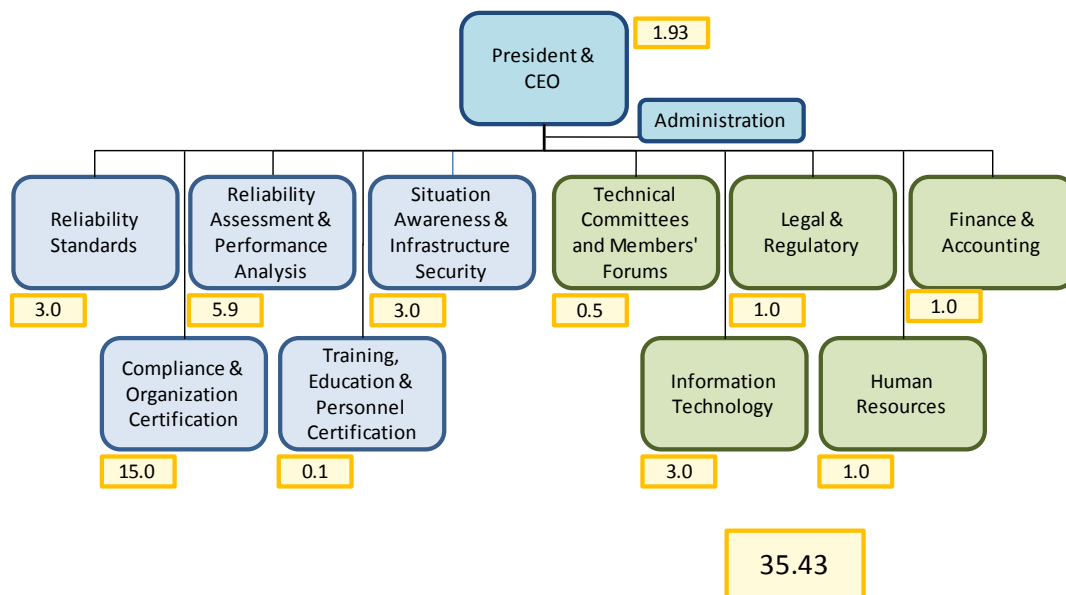 President &
CEO
1.93
Administration
Reliability
Standards
3.0
Reliability
Assessment &
Performance
Analysis
5.9
Situation
Awareness &
Infrastructure
Security
3.0
Technical
Committees
and Members'
Forums
0.5
Legal &
Regulatory
1.0
Finance &
Accounting
1.0
Compliance &
Organization
Certification
15.0
Training,
Education &
Personnel
Certification
0.1
Information
Technology
3.0
Human
Resources
1.0
35.43